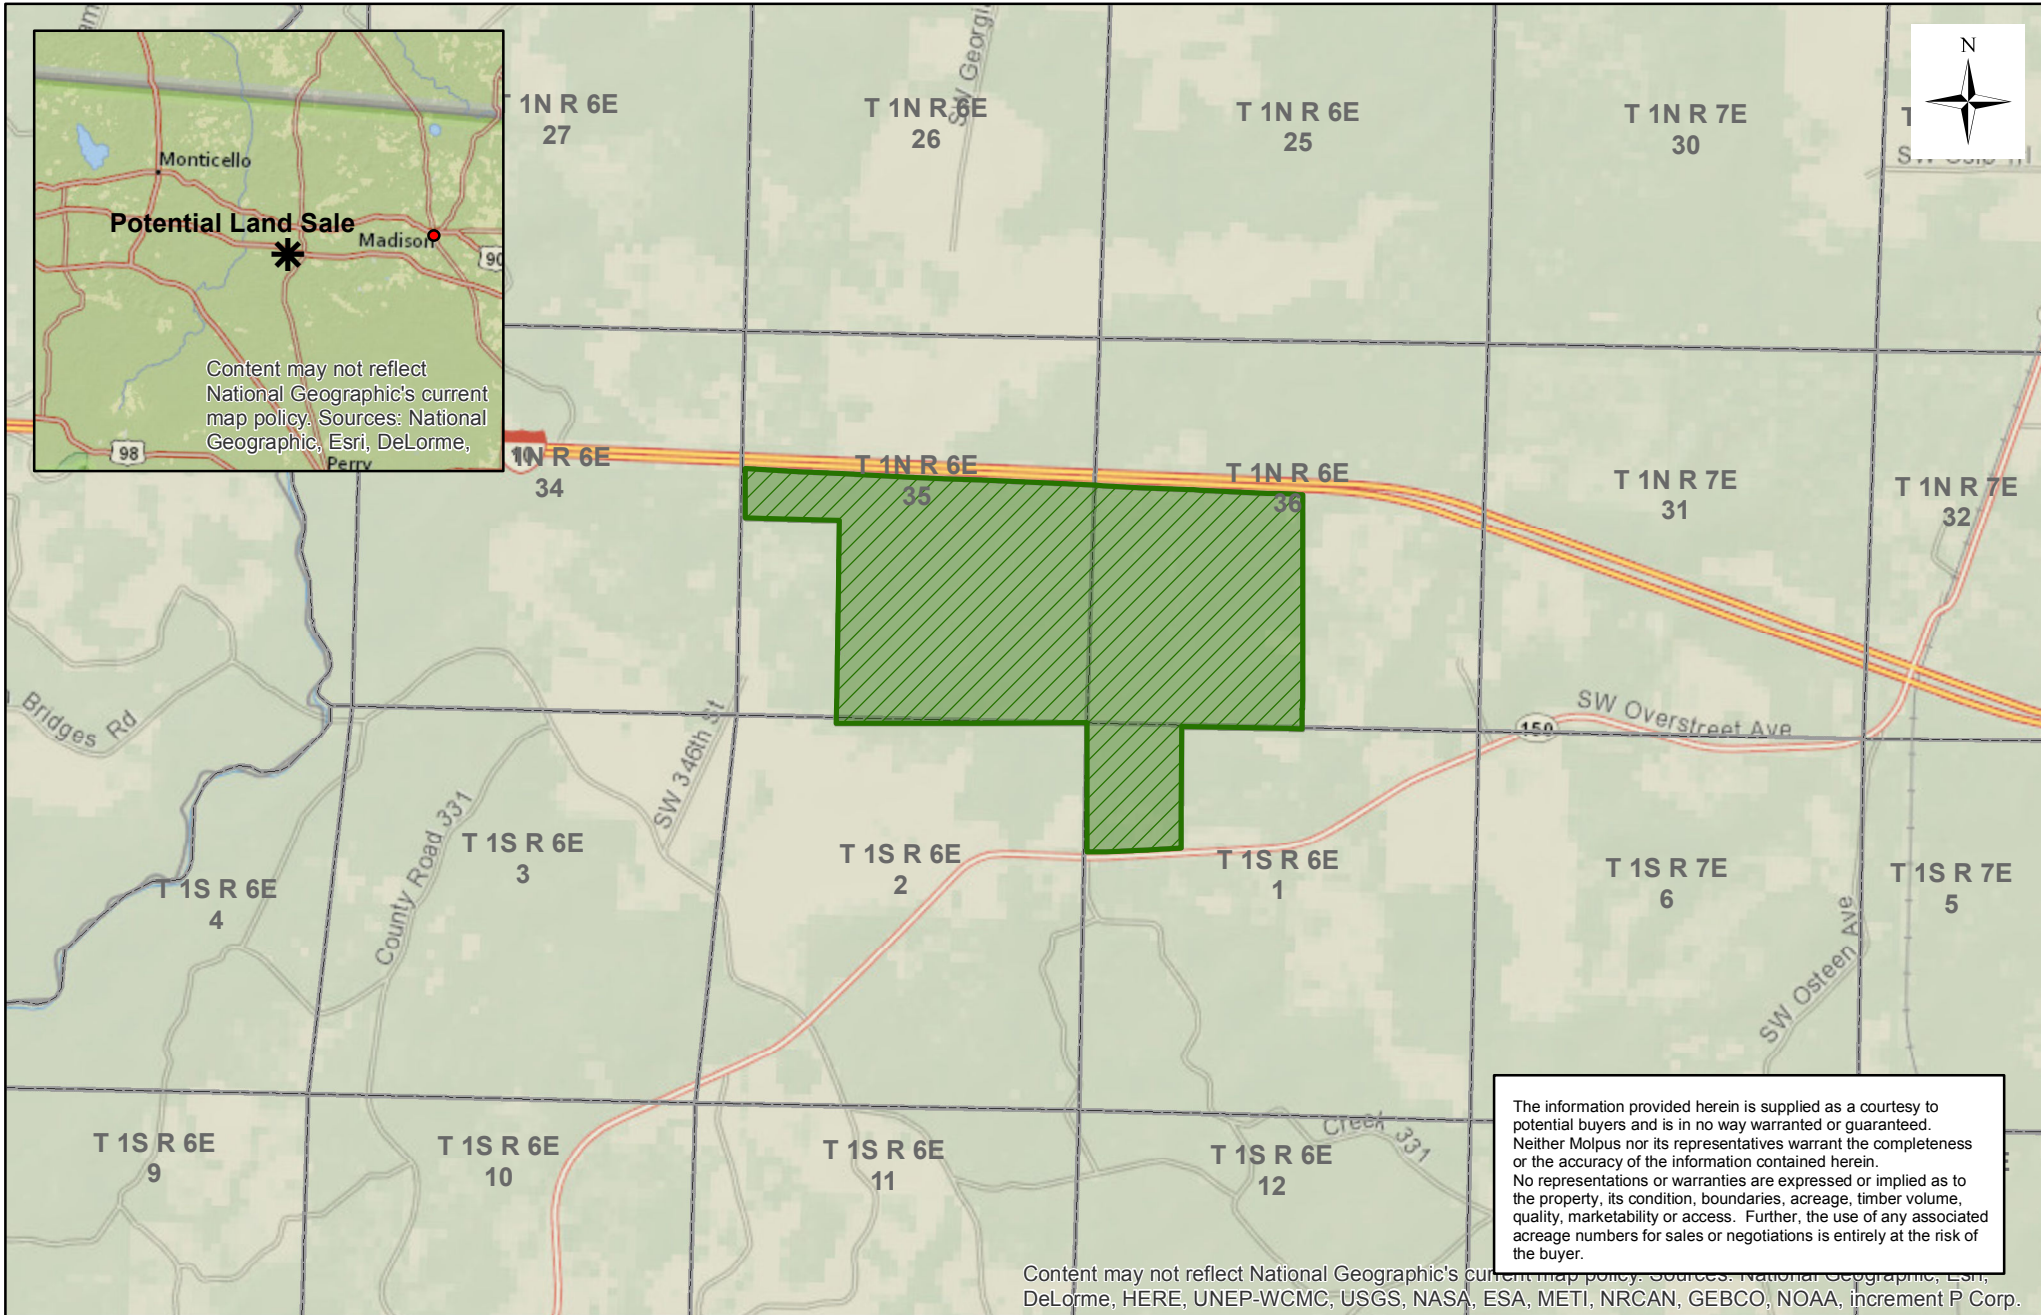 Monticello
Potential Land Sale
Madison
90
98
Perry
Content may not reflect
National Geographic's current
map policy. Sources: National
Geographic, Esri, DeLorme,
N
SW Georgia
T 1N R 6E
27
T 1N R 6E
26
T 1N R 6E
25
T 1N R 7E
30
10
1N R 6E
34
T 1N R 6E
35
T 1N R 6E
36
T 1N R 7E
31
T 1N R 7E
32
Bridges Rd
SW 346th St
SW Overstreet Ave
150
County Road 331
T 1S R 6E
4
T 1S R 6E
3
T 1S R 6E
2
T 1S R 6E
1
T 1S R 7E
6
T 1S R 7E
5
SW Osteen Ave
T 1S R 6E
9
T 1S R 6E
10
T 1S R 6E
11
T 1S R 6E
12
Creek 331
The information provided herein is supplied as a courtesy to
potential buyers and is in no way warranted or guaranteed.
Neither Molpus nor its representatives warrant the completeness
or the accuracy of the information contained herein.
No representations or warranties are expressed or implied as to
the property, its condition, boundaries, acreage, timber volume,
quality, marketability or access. Further, the use of any associated
acreage numbers for sales or negotiations is entirely at the risk of
the buyer.
Content may not reflect National Geographic's current map policy. Sources: National Geographic, Esri,
DeLorme, HERE, UNEP-WCMC, USGS, NASA, ESA, METI, NRCAN, GEBCO, NOAA, increment P Corp.